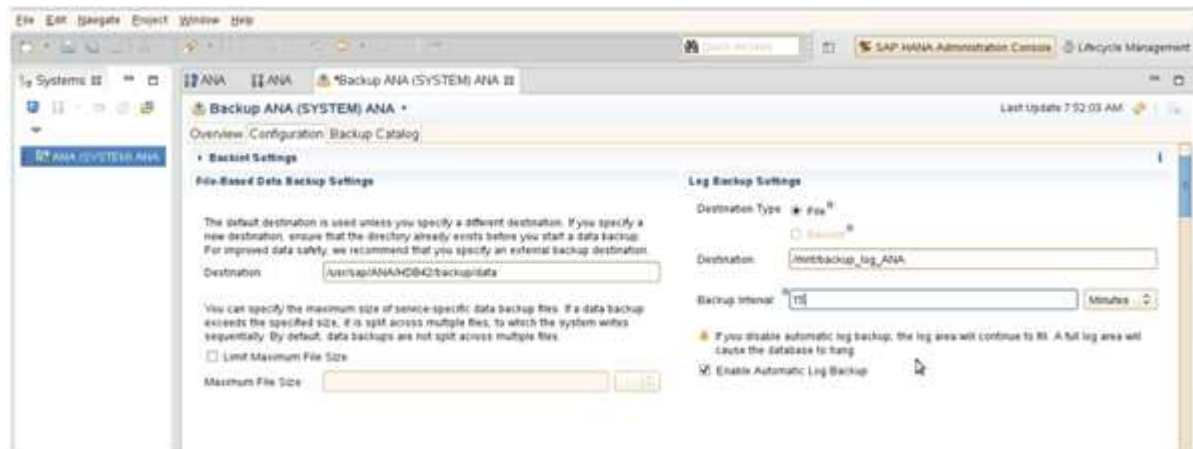 File Edit Navigate Project Window Help
Quick Access
SAP HANA Administration Console
Lifecycle Management
Systems
ANA
ANA
*Backup ANA (SYSTEM) ANA
Backup ANA (SYSTEM) ANA
Last Update 7:52:03 AM
Overview Configuration Backup Catalog
ANA (SYSTEM) ANA
Backint Settings
File-Based Data Backup Settings
The default destination is used unless you specify a different destination. If you specify a
new destination, ensure that the directory already exists before you start a data backup.
For improved data safety, we recommend that you specify an external backup destination.
Destination
/usr/sap/ANA/HDB42/backup/data
You can specify the maximum size of service-specific data backup files. If a data backup
exceeds the specified size, it is split across multiple files, to which the system writes
sequentially. By default, data backups are not split across multiple files.
Limit Maximum File Size
Maximum File Size
Log Backup Settings
Destination Type File
Backint
Destination
/mnt/backup_log_ANA
Backup Interval 15 Minutes
If you disable automatic log backup, the log area will continue to fill. A full log area will
cause the database to hang
Enable Automatic Log Backup